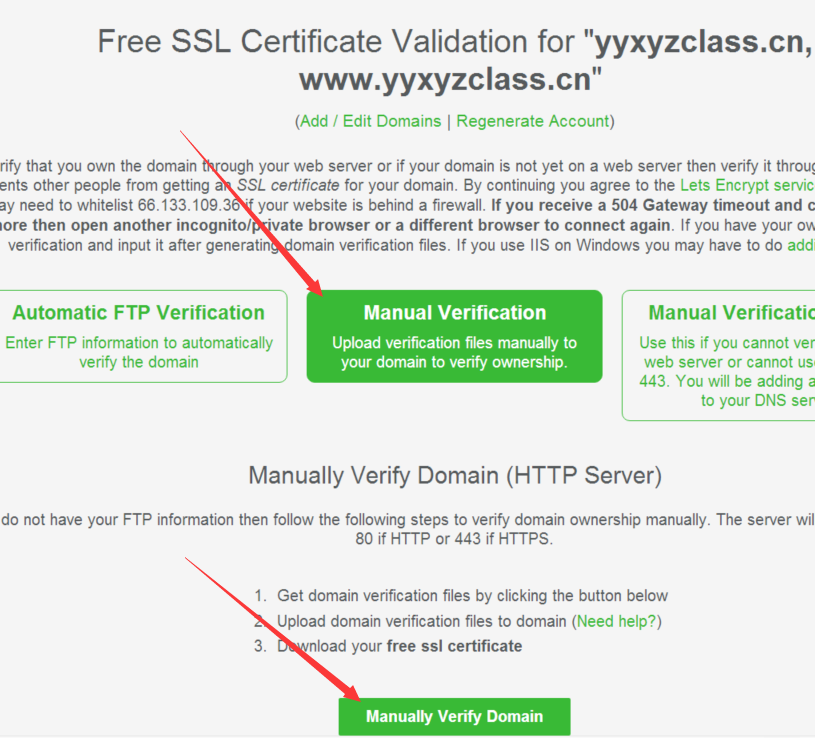 Free SSL Certificate Validation for "yyxyzclass.cn,
www.yyxyzclass.cn"
(Add / Edit Domains | Regenerate Account)
rify that you own the domain through your web server or if your domain is not yet on a web server then verify it throug
ents other people from getting an SSL certificate for your domain. By continuing you agree to the Lets Encrypt servic
ay need to whitelist 66.133.109.36 if your website is behind a firewall. If you receive a 504 Gateway timeout and c
ore then open another incognito/private browser or a different browser to connect again. If you have your ow
verification and input it after generating domain verification files. If you use IIS on Windows you may have to do addi
Automatic FTP Verification
Enter FTP information to automatically
verify the domain
Manual Verification
Upload verification files manually to
your domain to verify ownership.
Manual Verificatio
Use this if you cannot ver
web server or cannot use
443. You will be adding a
to your DNS serv
Manually Verify Domain (HTTP Server)
do not have your FTP information then follow the following steps to verify domain ownership manually. The server wil
80 if HTTP or 443 if HTTPS.
1. Get domain verification files by clicking the button below
2. Upload domain verification files to domain (Need help?)
3. Download your free ssl certificate
Manually Verify Domain